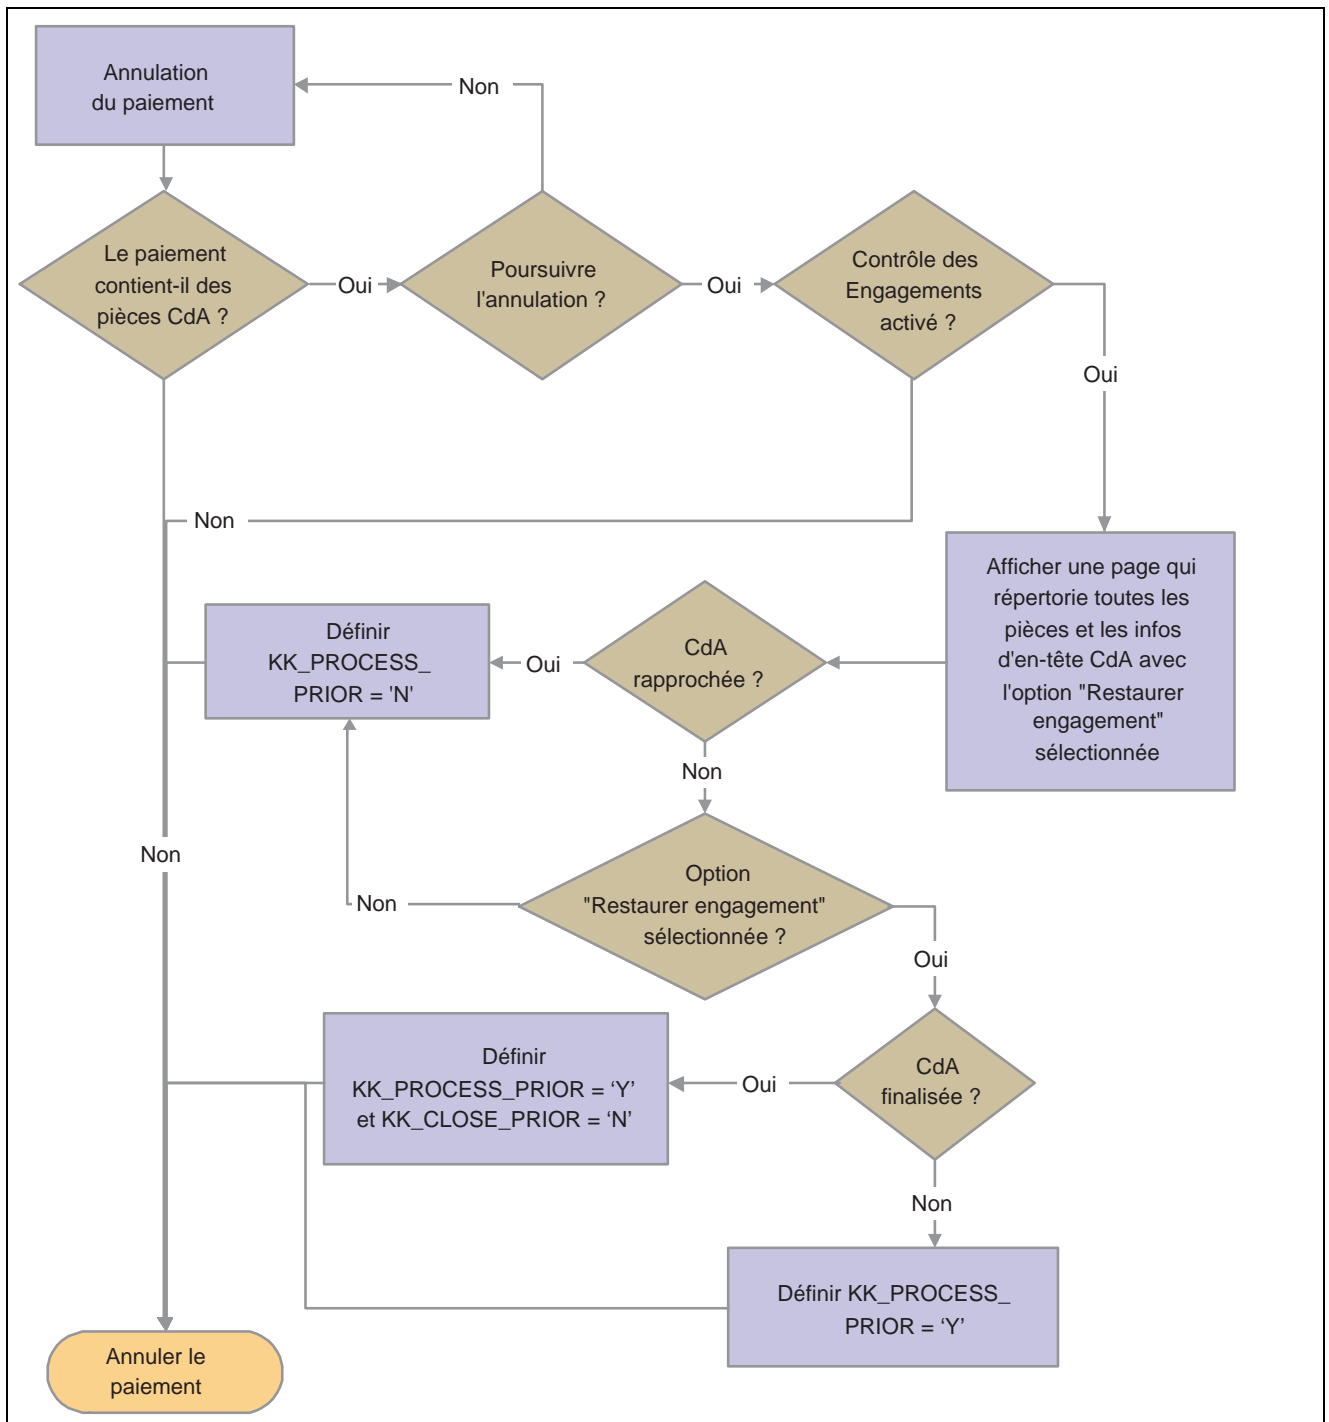 Annulation
du paiement
Non
Le paiement
contient-il des
pièces CdA ?
Oui
Poursuivre
l'annulation ?
Oui
Contrôle des
Engagements
activé ?
Oui
Non
Afficher une page qui
répertorie toutes les
pièces et les infos
d'en-tête CdA avec
l'option "Restaurer
engagement"
sélectionnée
Définir
KK_PROCESS_
PRIOR = 'N'
Oui
CdA
rapprochée ?
Non
Non
Option
"Restaurer engagement"
sélectionnée ?
Non
Oui
Définir
KK_PROCESS_PRIOR = ‘Y’
et KK_CLOSE_PRIOR = ‘N’
Oui
CdA
finalisée ?
Non
Définir KK_PROCESS_
PRIOR = ‘Y’
Annuler le
paiement